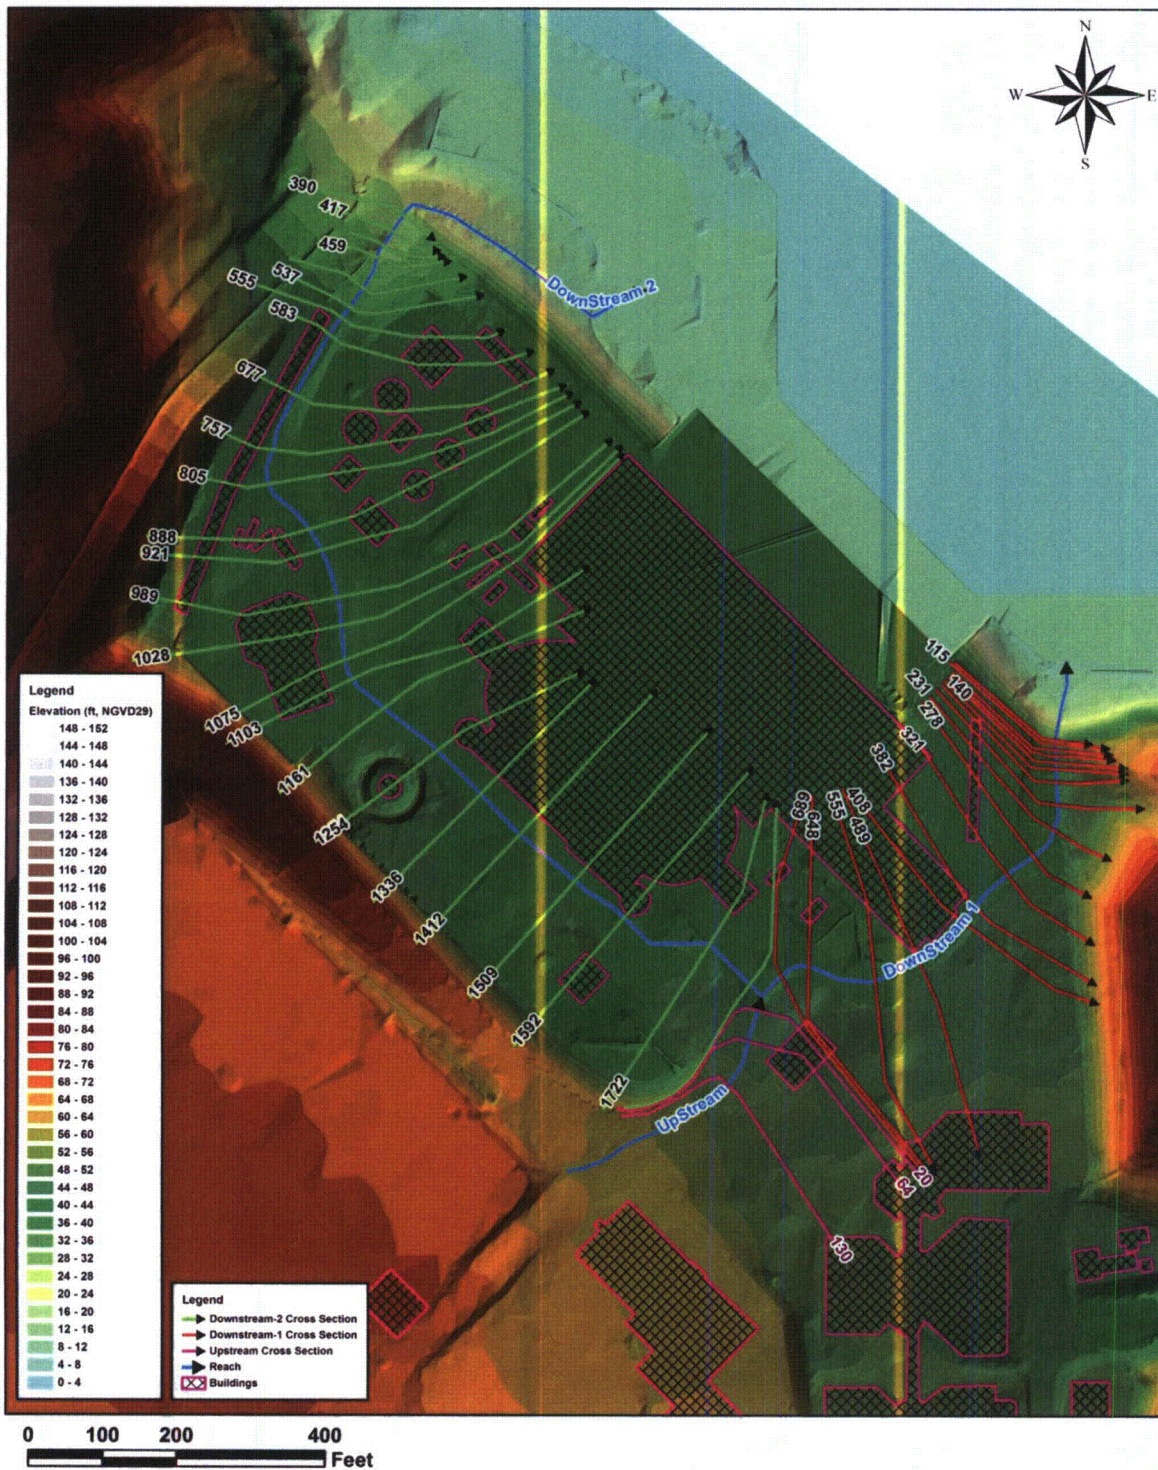 N
W E
S
390
417
459
537
555
583
DownStream 2
677
757
805
888
921
989
1028
1075
1103
1161
1254
1336
1412
1509
1592
1722
115
140
231
278
321
382
408
489
555
648
689
DownStream 1
UpStream
20
64
130
Legend
Elevation (ft, NGVD29)
148 - 152
144 - 148
140 - 144
136 - 140
132 - 136
128 - 132
124 - 128
120 - 124
116 - 120
112 - 116
108 - 112
104 - 108
100 - 104
96 - 100
92 - 96
88 - 92
84 - 88
80 - 84
76 - 80
72 - 76
68 - 72
64 - 68
60 - 64
56 - 60
52 - 56
48 - 52
44 - 48
40 - 44
36 - 40
32 - 36
28 - 32
24 - 28
20 - 24
16 - 20
12 - 16
8 - 12
4 - 8
0 - 4
Legend
Downstream-2 Cross Section
Downstream-1 Cross Section
Upstream Cross Section
Reach
Buildings
0 100 200 400
Feet